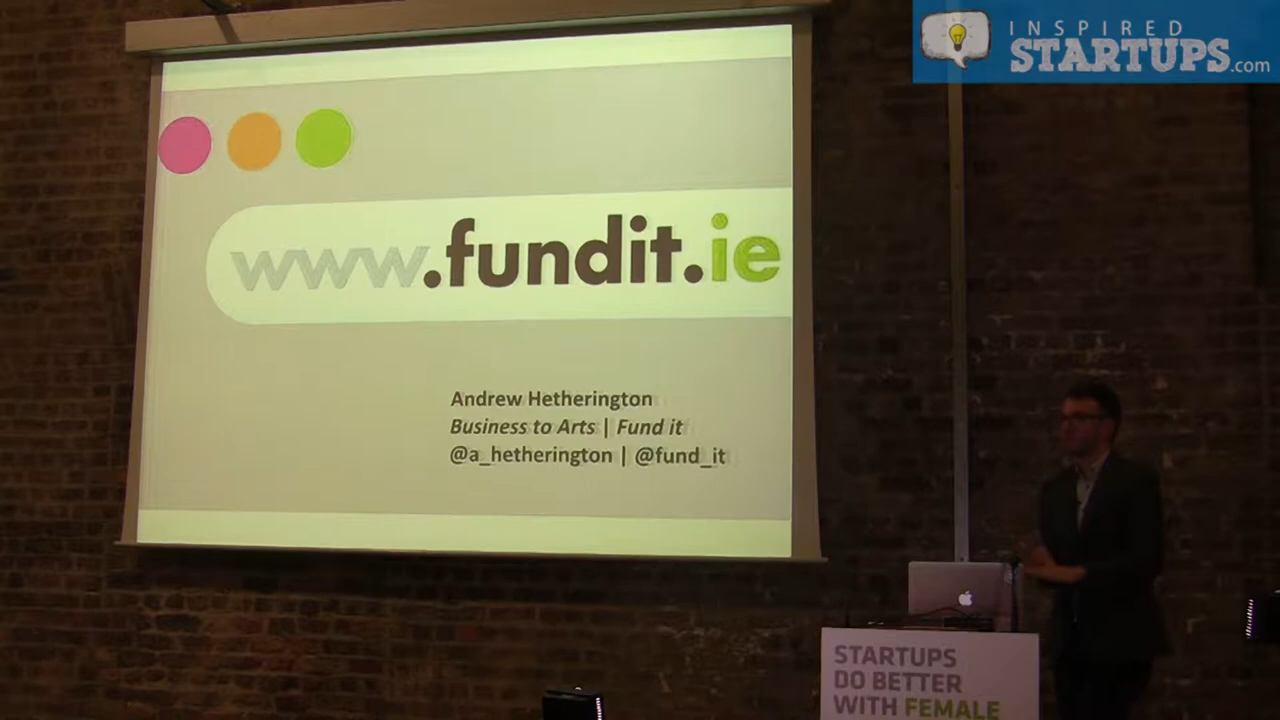 INSPIRED
STARTUPS.com
www.fundit.ie
Andrew Hetherington
Business to Arts | Fund it
@a_hetherington | @fund_it
STARTUPS
DO BETTER
WITH FEMALE